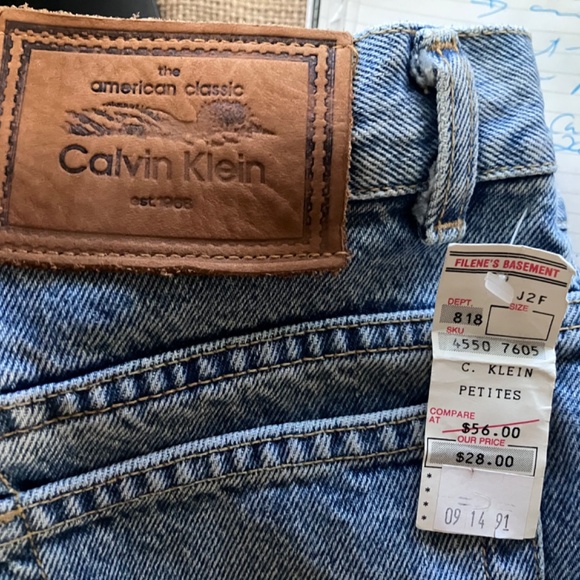 the
american classic
Calvin Klein
est. 1968
FILENE'S BASEMENT
J2F
DEPT. SIZE
818
SKU
4550 7605
C. KLEIN
PETITES
COMPARE
AT $56.00
OUR PRICE
$28.00
09 14 91